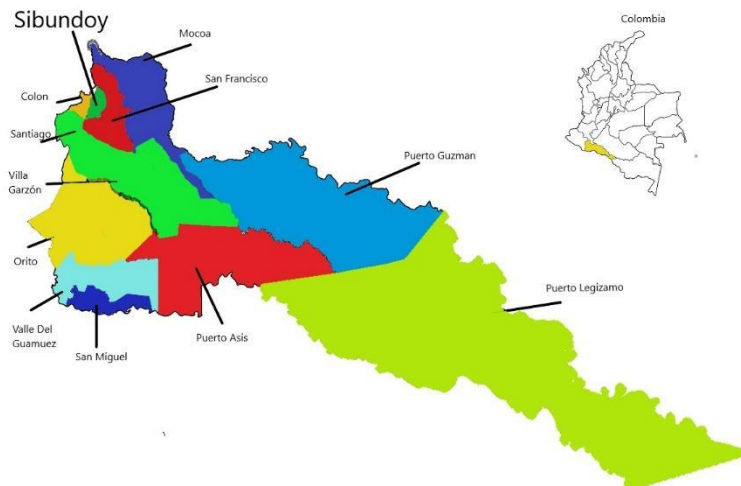 Sibundoy
Mocoa
Colombia
San Francisco
Colon
Santiago
Puerto Guzman
Villa
Garzón
Orito
Puerto Legizamo
Valle Del
Guamuez
San Miguel
Puerto Asis